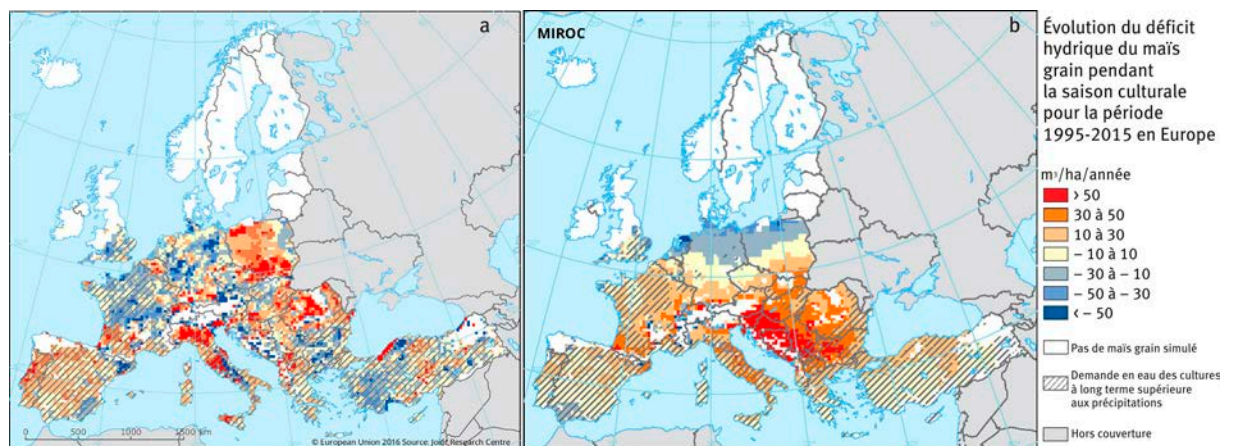 a
MIROC
b
Évolution du déficit
hydrique du maïs
grain pendant
la saison culturale
pour la période
1995-2015 en Europe
m³/ha/année
> 50
30 à 50
10 à 30
– 10 à 10
– 30 à – 10
– 50 à – 30
< – 50
Pas de maïs grain simulé
Demande en eau des cultures
à long terme supérieure
aux précipitations
Hors couverture
0 500 1000 1500 km
© European Union 2016 Source: Joint Research Centre